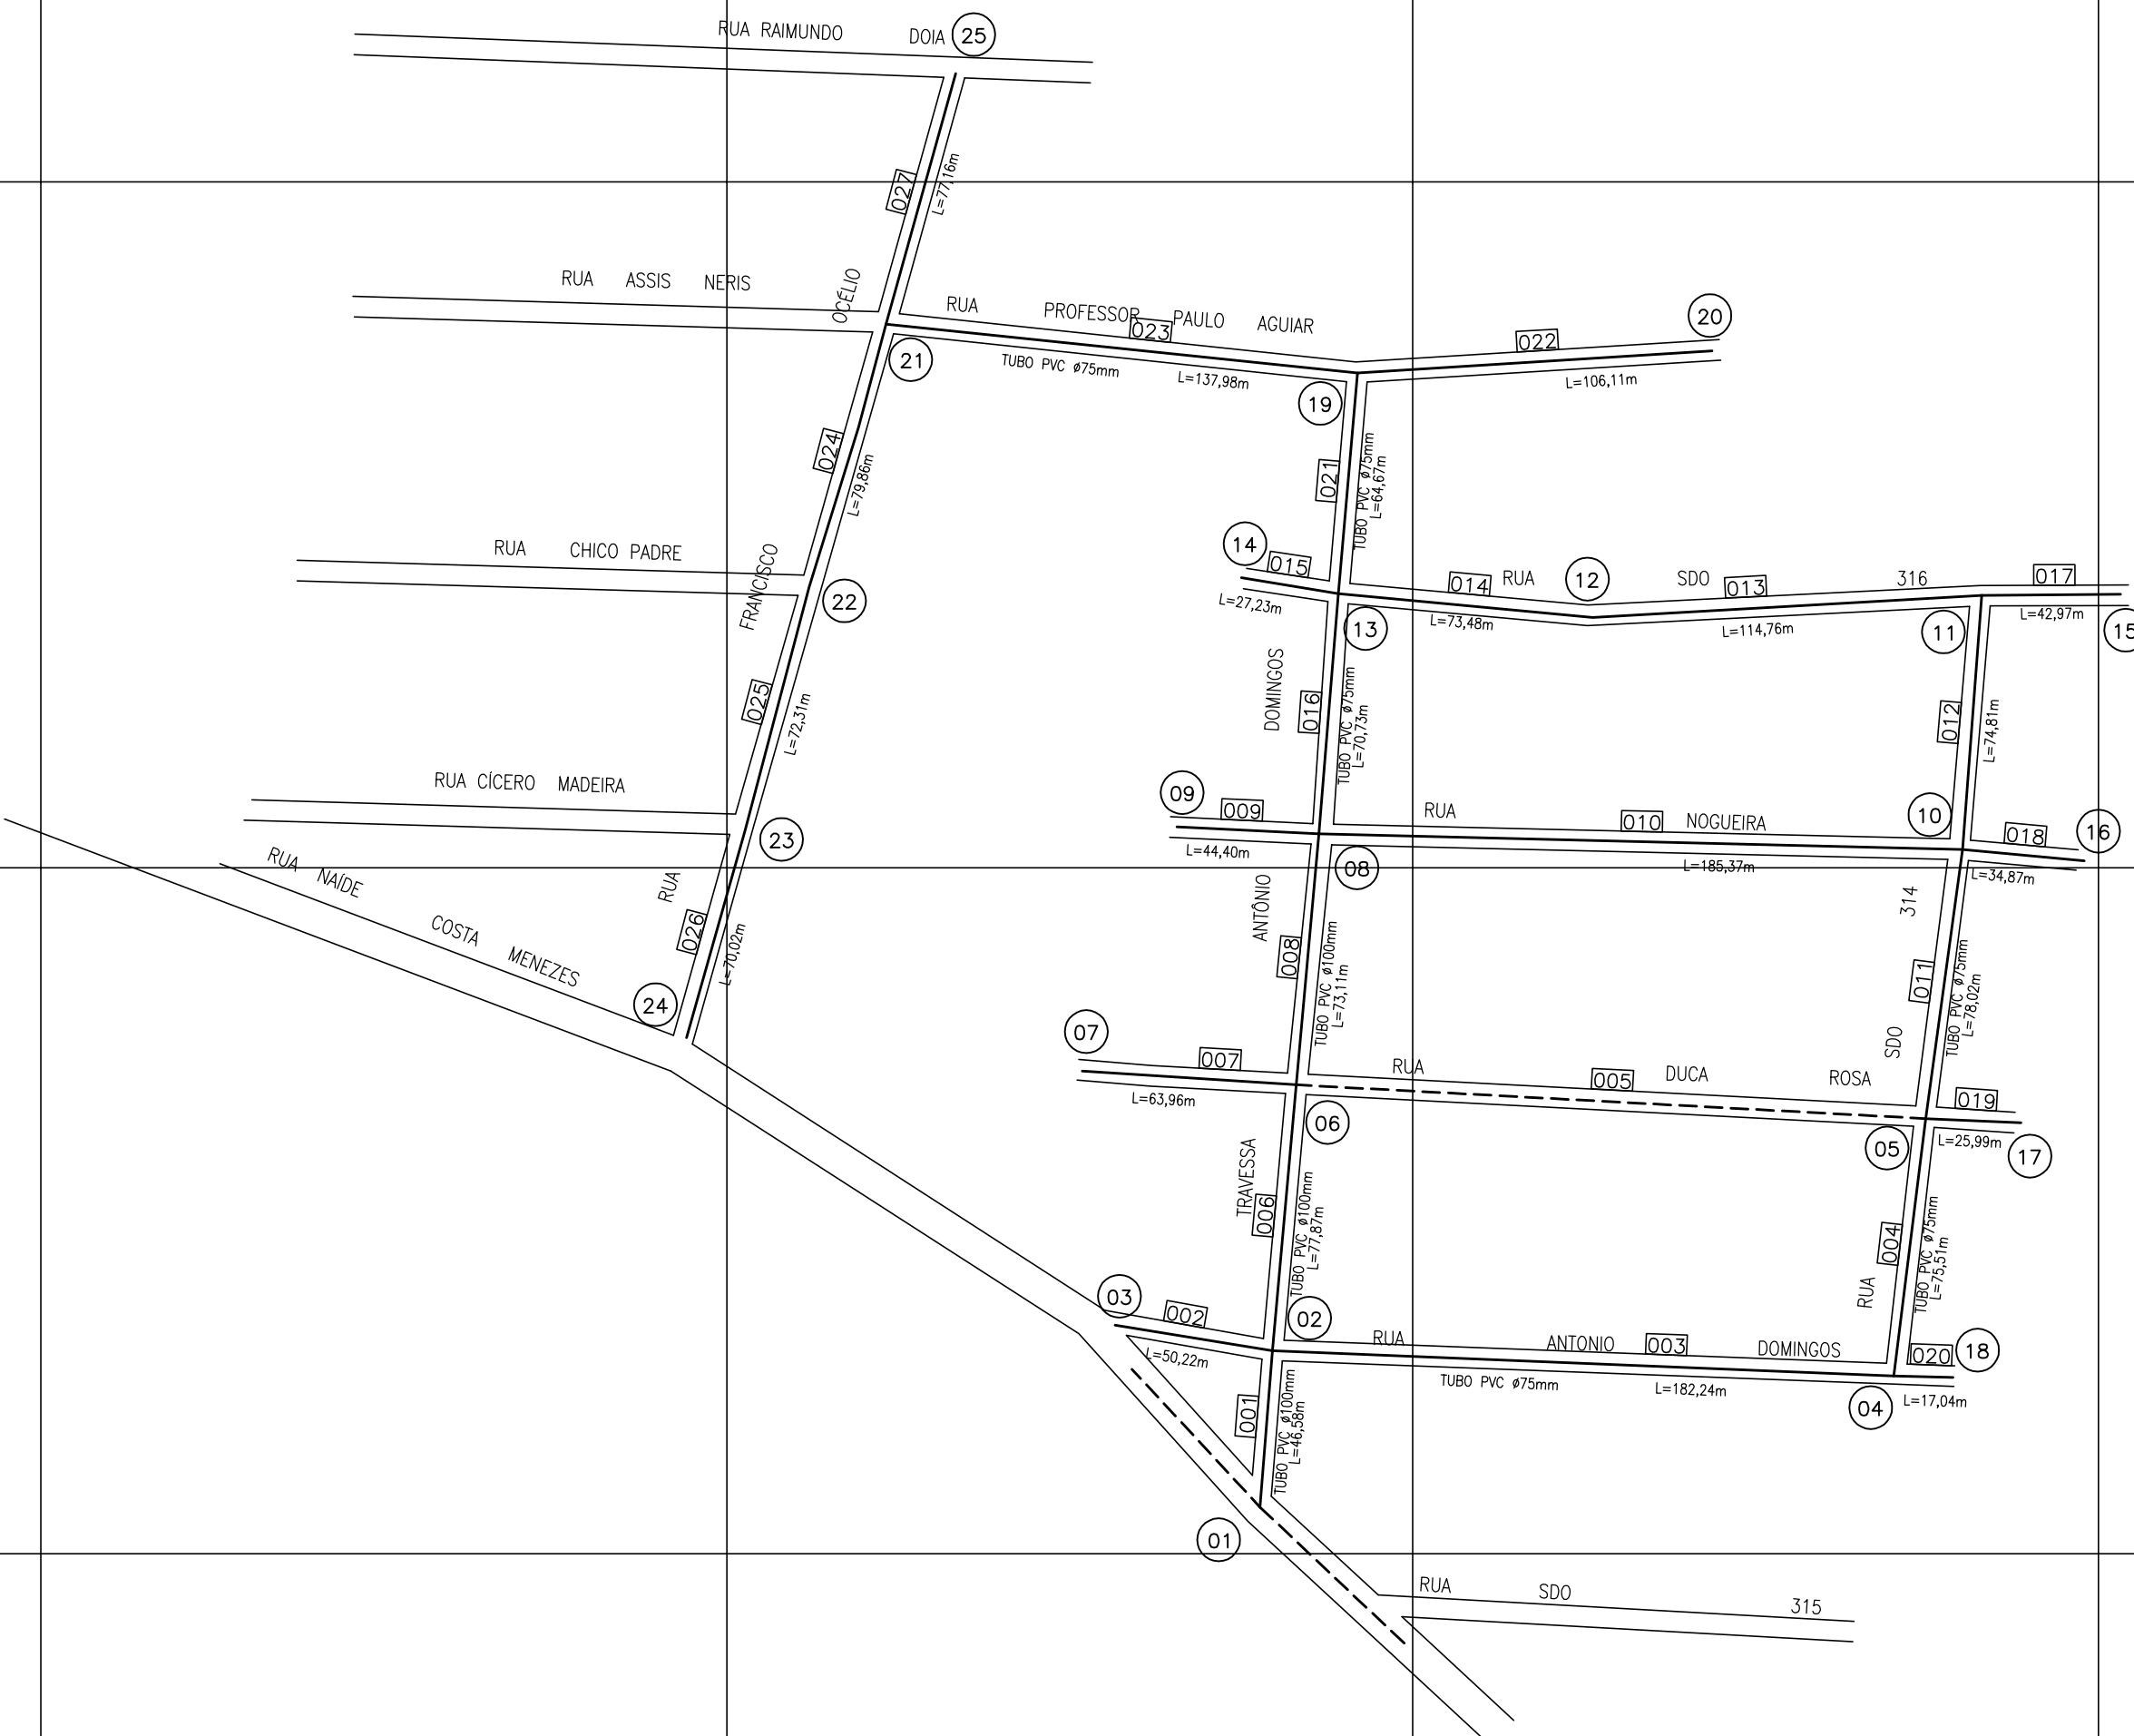 RUA RAIMUNDO DOIA
25
027
L=77,16m
RUA ASSIS NERIS
OCÉLIO
RUA PROFESSOR PAULO AGUIAR
023
022
20
21
TUBO PVC ø75mm
L=137,98m
L=106,11m
19
024
L=79,86m
021
TUBO PVC ø75mm
L=64,67m
14
015
RUA CHICO PADRE
FRANCISCO
22
L=27,23m
13
014
RUA SDO 316
12
013
017
L=73,48m
L=114,76m
11
L=42,97m
15
025
L=72,31m
DOMINGOS
016
TUBO PVC ø75mm
L=70,73m
012
L=74,81m
RUA CÍCERO MADEIRA
23
09
009
RUA NOGUEIRA
010
10
018
16
L=44,40m
08
L=185,37m
L=34,87m
RUA NAÍDE COSTA MENEZES
RUA
026
L=70,02m
24
ANTÔNIO
008
TUBO PVC ø100mm
L=73,11m
314
011
TUBO PVC ø75mm
L=78,02m
SDO
07
007
RUA DUCA ROSA
005
019
L=63,96m
06
05
L=25,99m
17
TRAVESSA
006
TUBO PVC ø100mm
L=77,87m
004
TUBO PVC ø75mm
L=75,51m
RUA
03
002
02
RUA ANTONIO DOMINGOS
003
020
18
L=50,22m
TUBO PVC ø75mm
L=182,24m
04
L=17,04m
001
TUBO PVC ø100mm
L=46,58m
01
RUA SDO 315